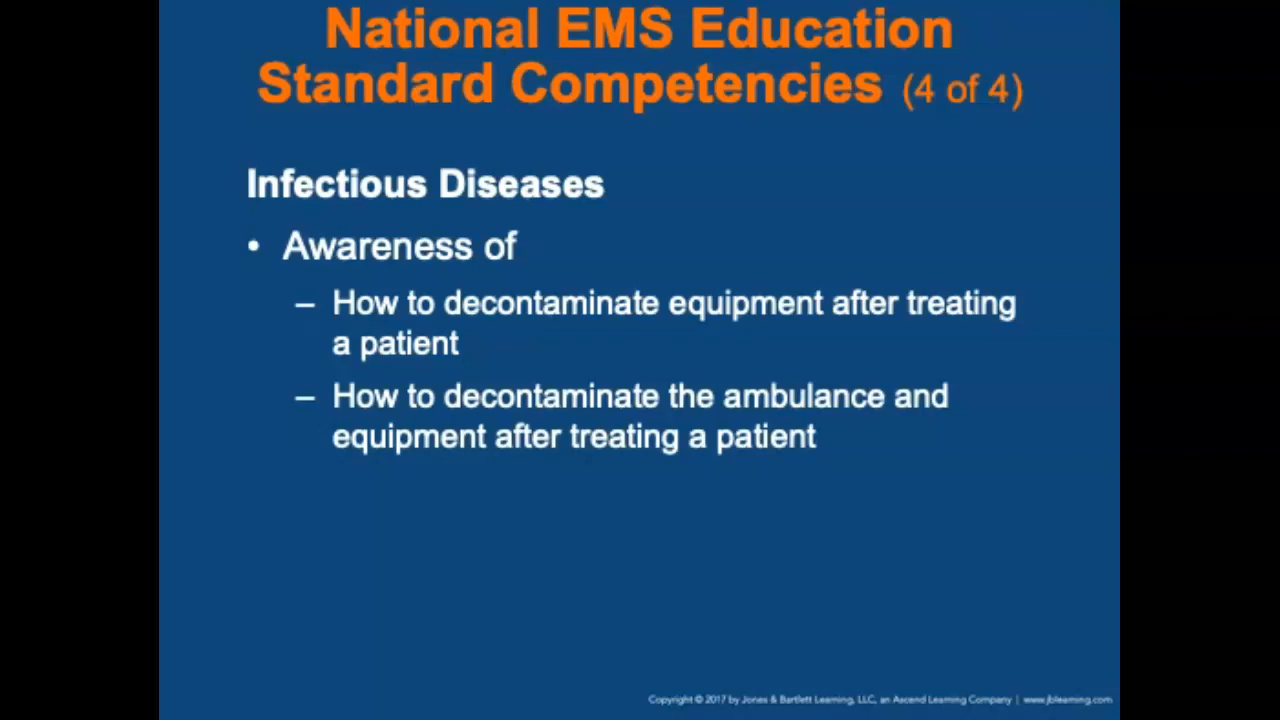 National EMS Education
Standard Competencies (4 of 4)
Infectious Diseases
• Awareness of
– How to decontaminate equipment after treating
a patient
– How to decontaminate the ambulance and
equipment after treating a patient
Copyright © 2017 by Jones & Bartlett Learning, LLC, an Ascend Learning Company | www.jblearning.com